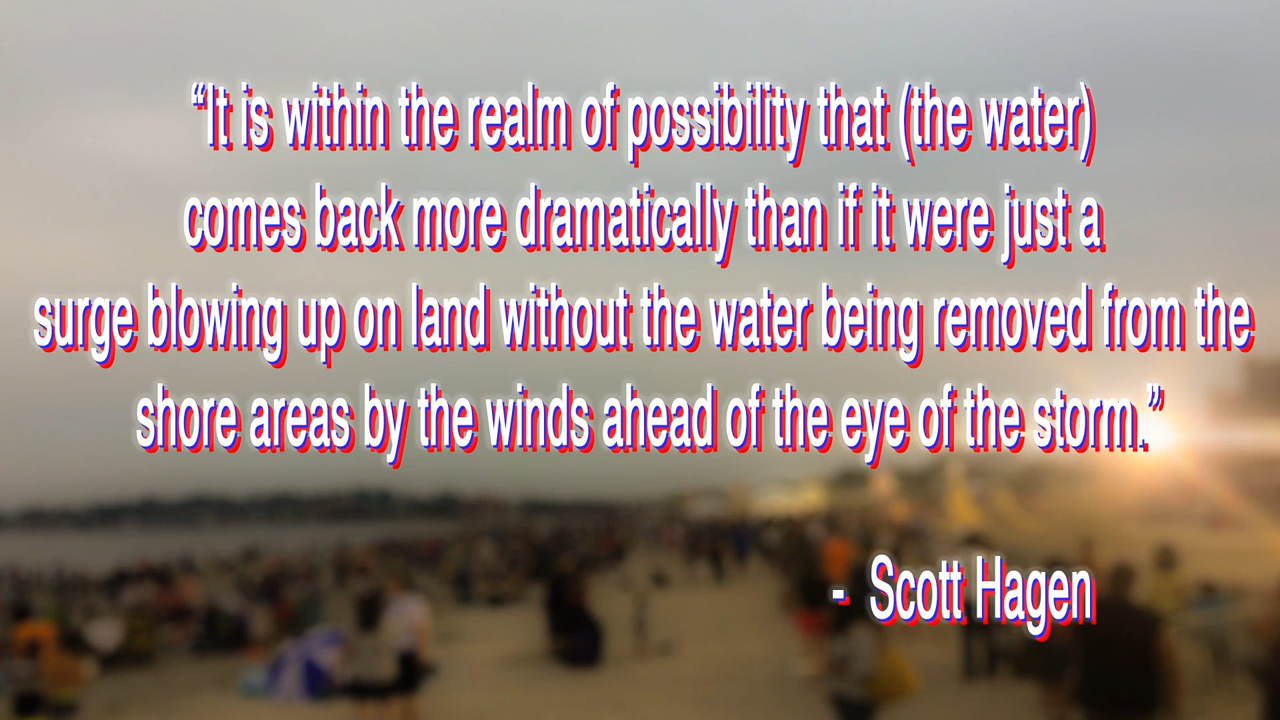 “It is within the realm of possibility that (the water)
comes back more dramatically than if it were just a
surge blowing up on land without the water being removed from the
shore areas by the winds ahead of the eye of the storm.”
- Scott Hagen